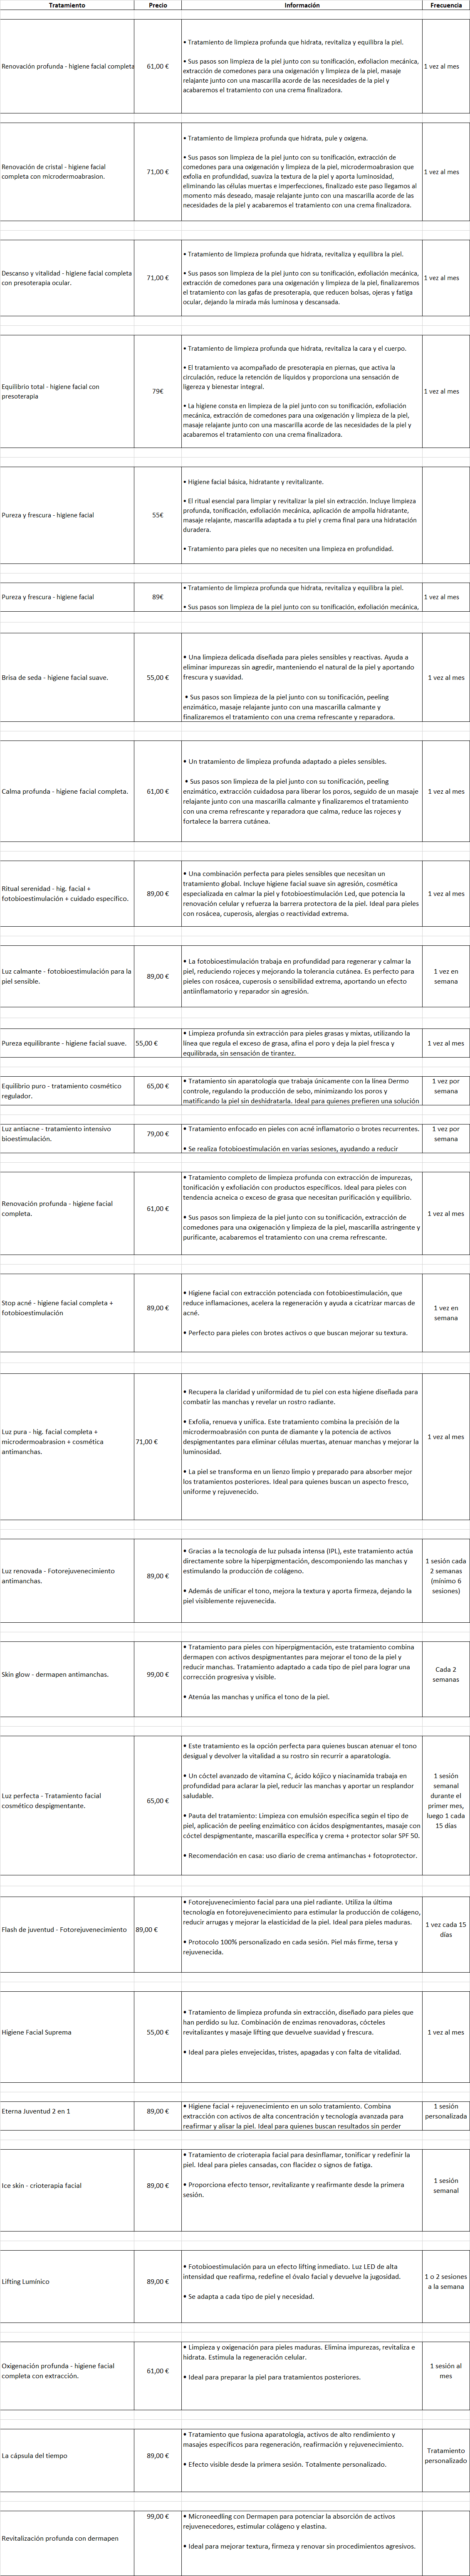 Tratamiento Precio Información Frecuencia
Renovación profunda - higiene facial completa 61,00 €
• Tratamiento de limpieza profunda que hidrata, revitaliza y equilibra la piel.
• Sus pasos son limpieza de la piel junto con su tonificación, exfoliacion mecánica,
extracción de comedones para una oxigenación y limpieza de la piel, masaje
relajante junto con una mascarilla acorde de las necesidades de la piel y
acabaremos el tratamiento con una crema finalizadora.
1 vez al mes
Renovación de cristal - higiene facial
completa con microdermoabrasion.
71,00 €
• Tratamiento de limpieza profunda que hidrata, pule y oxigena.
• Sus pasos son limpieza de la piel junto con su tonificación, extracción de
comedones para una oxigenación y limpieza de la piel, microdermoabrasion que
exfolia en profundidad, suaviza la textura de la piel y aporta luminosidad,
eliminando las células muertas e imperfecciones, finalizado este paso llegamos al
momento más deseado, masaje relajante junto con una mascarilla acorde de las
necesidades de la piel y acabaremos el tratamiento con una crema finalizadora.
1 vez al mes
Descanso y vitalidad - higiene facial completa
con presoterapia ocular.
71,00 €
• Tratamiento de limpieza profunda que hidrata, revitaliza y equilibra la piel.
• Sus pasos son limpieza de la piel junto con su tonificación, exfoliación mecánica,
extracción de comedones para una oxigenación y limpieza de la piel, finalizaremos
el tratamiento con las gafas de presoterapia, que reducen bolsas, ojeras y fatiga
ocular, dejando la mirada más luminosa y descansada.
1 vez al mes
Equilibrio total - higiene facial con
presoterapia
79€
• Tratamiento de limpieza profunda que hidrata, revitaliza la cara y el cuerpo.
• El tratamiento va acompañado de presoterapia en piernas, que activa la
circulación, reduce la retención de líquidos y proporciona una sensación de
ligereza y bienestar integral.
• La higiene consta en limpieza de la piel junto con su tonificación, exfoliación
mecánica, extracción de comedones para una oxigenación y limpieza de la piel,
masaje relajante junto con una mascarilla acorde de las necesidades de la piel y
acabaremos el tratamiento con una crema finalizadora.
1 vez al mes
Pureza y frescura - higiene facial 55€
• Higiene facial básica, hidratante y revitalizante.
• El ritual esencial para limpiar y revitalizar la piel sin extracción. Incluye limpieza
profunda, tonificación, exfoliación mecánica, aplicación de ampolla hidratante,
masaje relajante, mascarilla adaptada a tu piel y crema final para una hidratación
duradera.
• Tratamiento para pieles que no necesiten una limpieza en profundidad.
Pureza y frescura - higiene facial 89€
• Tratamiento de limpieza profunda que hidrata, revitaliza y equilibra la piel.
• Sus pasos son limpieza de la piel junto con su tonificación, exfoliación mecánica,
1 vez al mes
Brisa de seda - higiene facial suave. 55,00 €
• Una limpieza delicada diseñada para pieles sensibles y reactivas. Ayuda a
eliminar impurezas sin agredir, manteniendo el natural de la piel y aportando
frescura y suavidad.
• Sus pasos son limpieza de la piel junto con su tonificación, peeling
enzimático, masaje relajante junto con una mascarilla calmante y
finalizaremos el tratamiento con una crema refrescante y reparadora.
1 vez al mes
Calma profunda - higiene facial completa. 61,00 €
• Un tratamiento de limpieza profunda adaptado a pieles sensibles.
• Sus pasos son limpieza de la piel junto con su tonificación, peeling
enzimático, extracción cuidadosa para liberar los poros, seguido de un masaje
relajante junto con una mascarilla calmante y finalizaremos el tratamiento
con una crema refrescante y reparadora que calma, reduce las rojeces y
fortalece la barrera cutánea.
1 vez al mes
Ritual serenidad - hig. facial +
fotobioestimulación + cuidado específico.
89,00 €
• Una combinación perfecta para pieles sensibles que necesitan un
tratamiento global. Incluye higiene facial suave sin agresión, cosmética
especializada en calmar la piel y fotobioestimulación Led, que potencia la
renovación celular y refuerza la barrera protectora de la piel. Ideal para pieles
con rosácea, cuperosis, alergias o reactividad extrema.
1 vez al mes
Luz calmante - fotobioestimulación para la
piel sensible.
89,00 €
• La fotobioestimulación trabaja en profundidad para regenerar y calmar la
piel, reduciendo rojeces y mejorando la tolerancia cutánea. Es perfecto para
pieles con rosácea, cuperosis o sensibilidad extrema, aportando un efecto
antiinflamatorio y reparador sin agresión.
1 vez en
semana
Pureza equilibrante - higiene facial suave. 55,00 €
• Limpieza profunda sin extracción para pieles grasas y mixtas, utilizando la
línea que regula el exceso de grasa, afina el poro y deja la piel fresca y
equilibrada, sin sensación de tirantez.
1 vez al mes
Equilibrio puro - tratamiento cosmético
regulador.
65,00 €
• Tratamiento sin aparatología que trabaja únicamente con la línea Dermo
controle, regulando la producción de sebo, minimizando los poros y
matificando la piel sin deshidratarla. Ideal para quienes prefieren una solución
1 vez por
semana
Luz antiacne - tratamiento intensivo
bioestimulación.
79,00 €
• Tratamiento enfocado en pieles con acné inflamatorio o brotes recurrentes.
• Se realiza fotobioestimulación en varias sesiones, ayudando a reducir
1 vez por
semana
Renovación profunda - higiene facial
completa.
61,00 €
• Tratamiento completo de limpieza profunda con extracción de impurezas,
tonificación y exfoliación con productos específicos. Ideal para pieles con
tendencia acneica o exceso de grasa que necesitan purificación y equilibrio.
• Sus pasos son limpieza de la piel junto con su tonificación, extracción de
comedones para una oxigenación y limpieza de la piel, mascarilla astringente y
purificante, acabaremos el tratamiento con una crema refrescante.
1 vez al mes
Stop acné - higiene facial completa +
fotobioestimulación
89,00 €
• Higiene facial con extracción potenciada con fotobioestimulación, que
reduce inflamaciones, acelera la regeneración y ayuda a cicatrizar marcas de
acné.
• Perfecto para pieles con brotes activos o que buscan mejorar su textura.
1 vez en
semana
Luz pura - hig. facial completa +
microdermoabrasion + cosmética
antimanchas.
71,00 €
• Recupera la claridad y uniformidad de tu piel con esta higiene diseñada para
combatir las manchas y revelar un rostro radiante.
• Exfolia, renueva y unifica. Este tratamiento combina la precisión de la
microdermoabrasión con punta de diamante y la potencia de activos
despigmentantes para eliminar células muertas, atenuar manchas y mejorar la
luminosidad.
• La piel se transforma en un lienzo limpio y preparado para absorber mejor
los tratamientos posteriores. Ideal para quienes buscan un aspecto fresco,
uniforme y rejuvenecido.
1 vez al mes
Luz renovada - Fotorejuvenecimiento
antimanchas.
89,00 €
• Gracias a la tecnología de luz pulsada intensa (IPL), este tratamiento actúa
directamente sobre la hiperpigmentación, descomponiendo las manchas y
estimulando la producción de colágeno.
• Además de unificar el tono, mejora la textura y aporta firmeza, dejando la
piel visiblemente rejuvenecida.
1 sesión cada
2 semanas
(mínimo 6
sesiones)
Skin glow - dermapen antimanchas. 99,00 €
• Tratamiento para pieles con hiperpigmentación, este tratamiento combina
dermapen con activos despigmentantes para mejorar el tono de la piel y
reducir manchas. Tratamiento adaptado a cada tipo de piel para lograr una
corrección progresiva y visible.
• Atenúa las manchas y unifica el tono de la piel.
Cada 2
semanas
Luz perfecta - Tratamiento facial
cosmético despigmentante.
65,00 €
• Este tratamiento es la opción perfecta para quienes buscan atenuar el tono
desigual y devolver la vitalidad a su rostro sin recurrir a aparatología.
• Un cóctel avanzado de vitamina C, ácido kójico y niacinamida trabaja en
profundidad para aclarar la piel, reducir las manchas y aportar un resplandor
saludable.
• Pauta del tratamiento: Limpieza con emulsión específica según el tipo de
piel, aplicación de peeling enzimático con ácidos despigmentantes, masaje con
cóctel despigmentante, mascarilla específica y crema + protector solar SPF 50.
• Recomendación en casa: uso diario de crema antimanchas + fotoprotector.
1 sesión
semanal
durante el
primer mes,
luego 1 cada
15 días
Flash de juventud - Fotorejuvenecimiento 89,00 €
• Fotorejuvenecimiento facial para una piel radiante. Utiliza la última
tecnología en fotorejuvenecimiento para estimular la producción de colágeno,
reducir arrugas y mejorar la elasticidad de la piel. Ideal para pieles maduras.
• Protocolo 100% personalizado en cada sesión. Piel más firme, tersa y
rejuvenecida.
1 vez cada 15
días
Higiene Facial Suprema 55,00 €
• Tratamiento de limpieza profunda sin extracción, diseñado para pieles que
han perdido su luz. Combinación de enzimas renovadoras, cócteles
revitalizantes y masaje lifting que devuelve suavidad y frescura.
• Ideal para pieles envejecidas, tristes, apagadas y con falta de vitalidad.
1 vez al mes
Eterna Juventud 2 en 1 89,00 €
• Higiene facial + rejuvenecimiento en un solo tratamiento. Combina
extracción con activos de alta concentración y tecnología avanzada para
reafirmar y alisar la piel. Ideal para quienes buscan resultados sin perder
1 sesión
personalizada
Ice skin - crioterapia facial 89,00 €
• Tratamiento de crioterapia facial para desinflamar, tonificar y redefinir la
piel. Ideal para pieles cansadas, con flacidez o signos de fatiga.
• Proporciona efecto tensor, revitalizante y reafirmante desde la primera
sesión.
1 sesión
semanal
Lifting Lumínico 89,00 €
• Fotobioestimulación para un efecto lifting inmediato. Luz LED de alta
intensidad que reafirma, redefine el óvalo facial y devuelve la jugosidad.
• Se adapta a cada tipo de piel y necesidad.
1 o 2 sesiones
a la semana
Oxigenación profunda - higiene facial
completa con extracción.
61,00 €
• Limpieza y oxigenación para pieles maduras. Elimina impurezas, revitaliza e
hidrata. Estimula la regeneración celular.
• Ideal para preparar la piel para tratamientos posteriores.
1 sesión al
mes
La cápsula del tiempo 89,00 €
• Tratamiento que fusiona aparatología, activos de alto rendimiento y
masajes específicos para regeneración, reafirmación y rejuvenecimiento.
• Efecto visible desde la primera sesión. Totalmente personalizado.
Tratamiento
personalizado
Revitalización profunda con dermapen 99,00 €
• Microneedling con Dermapen para potenciar la absorción de activos
rejuvenecedores, estimular colágeno y elastina.
• Ideal para mejorar textura, firmeza y renovar sin procedimientos agresivos.